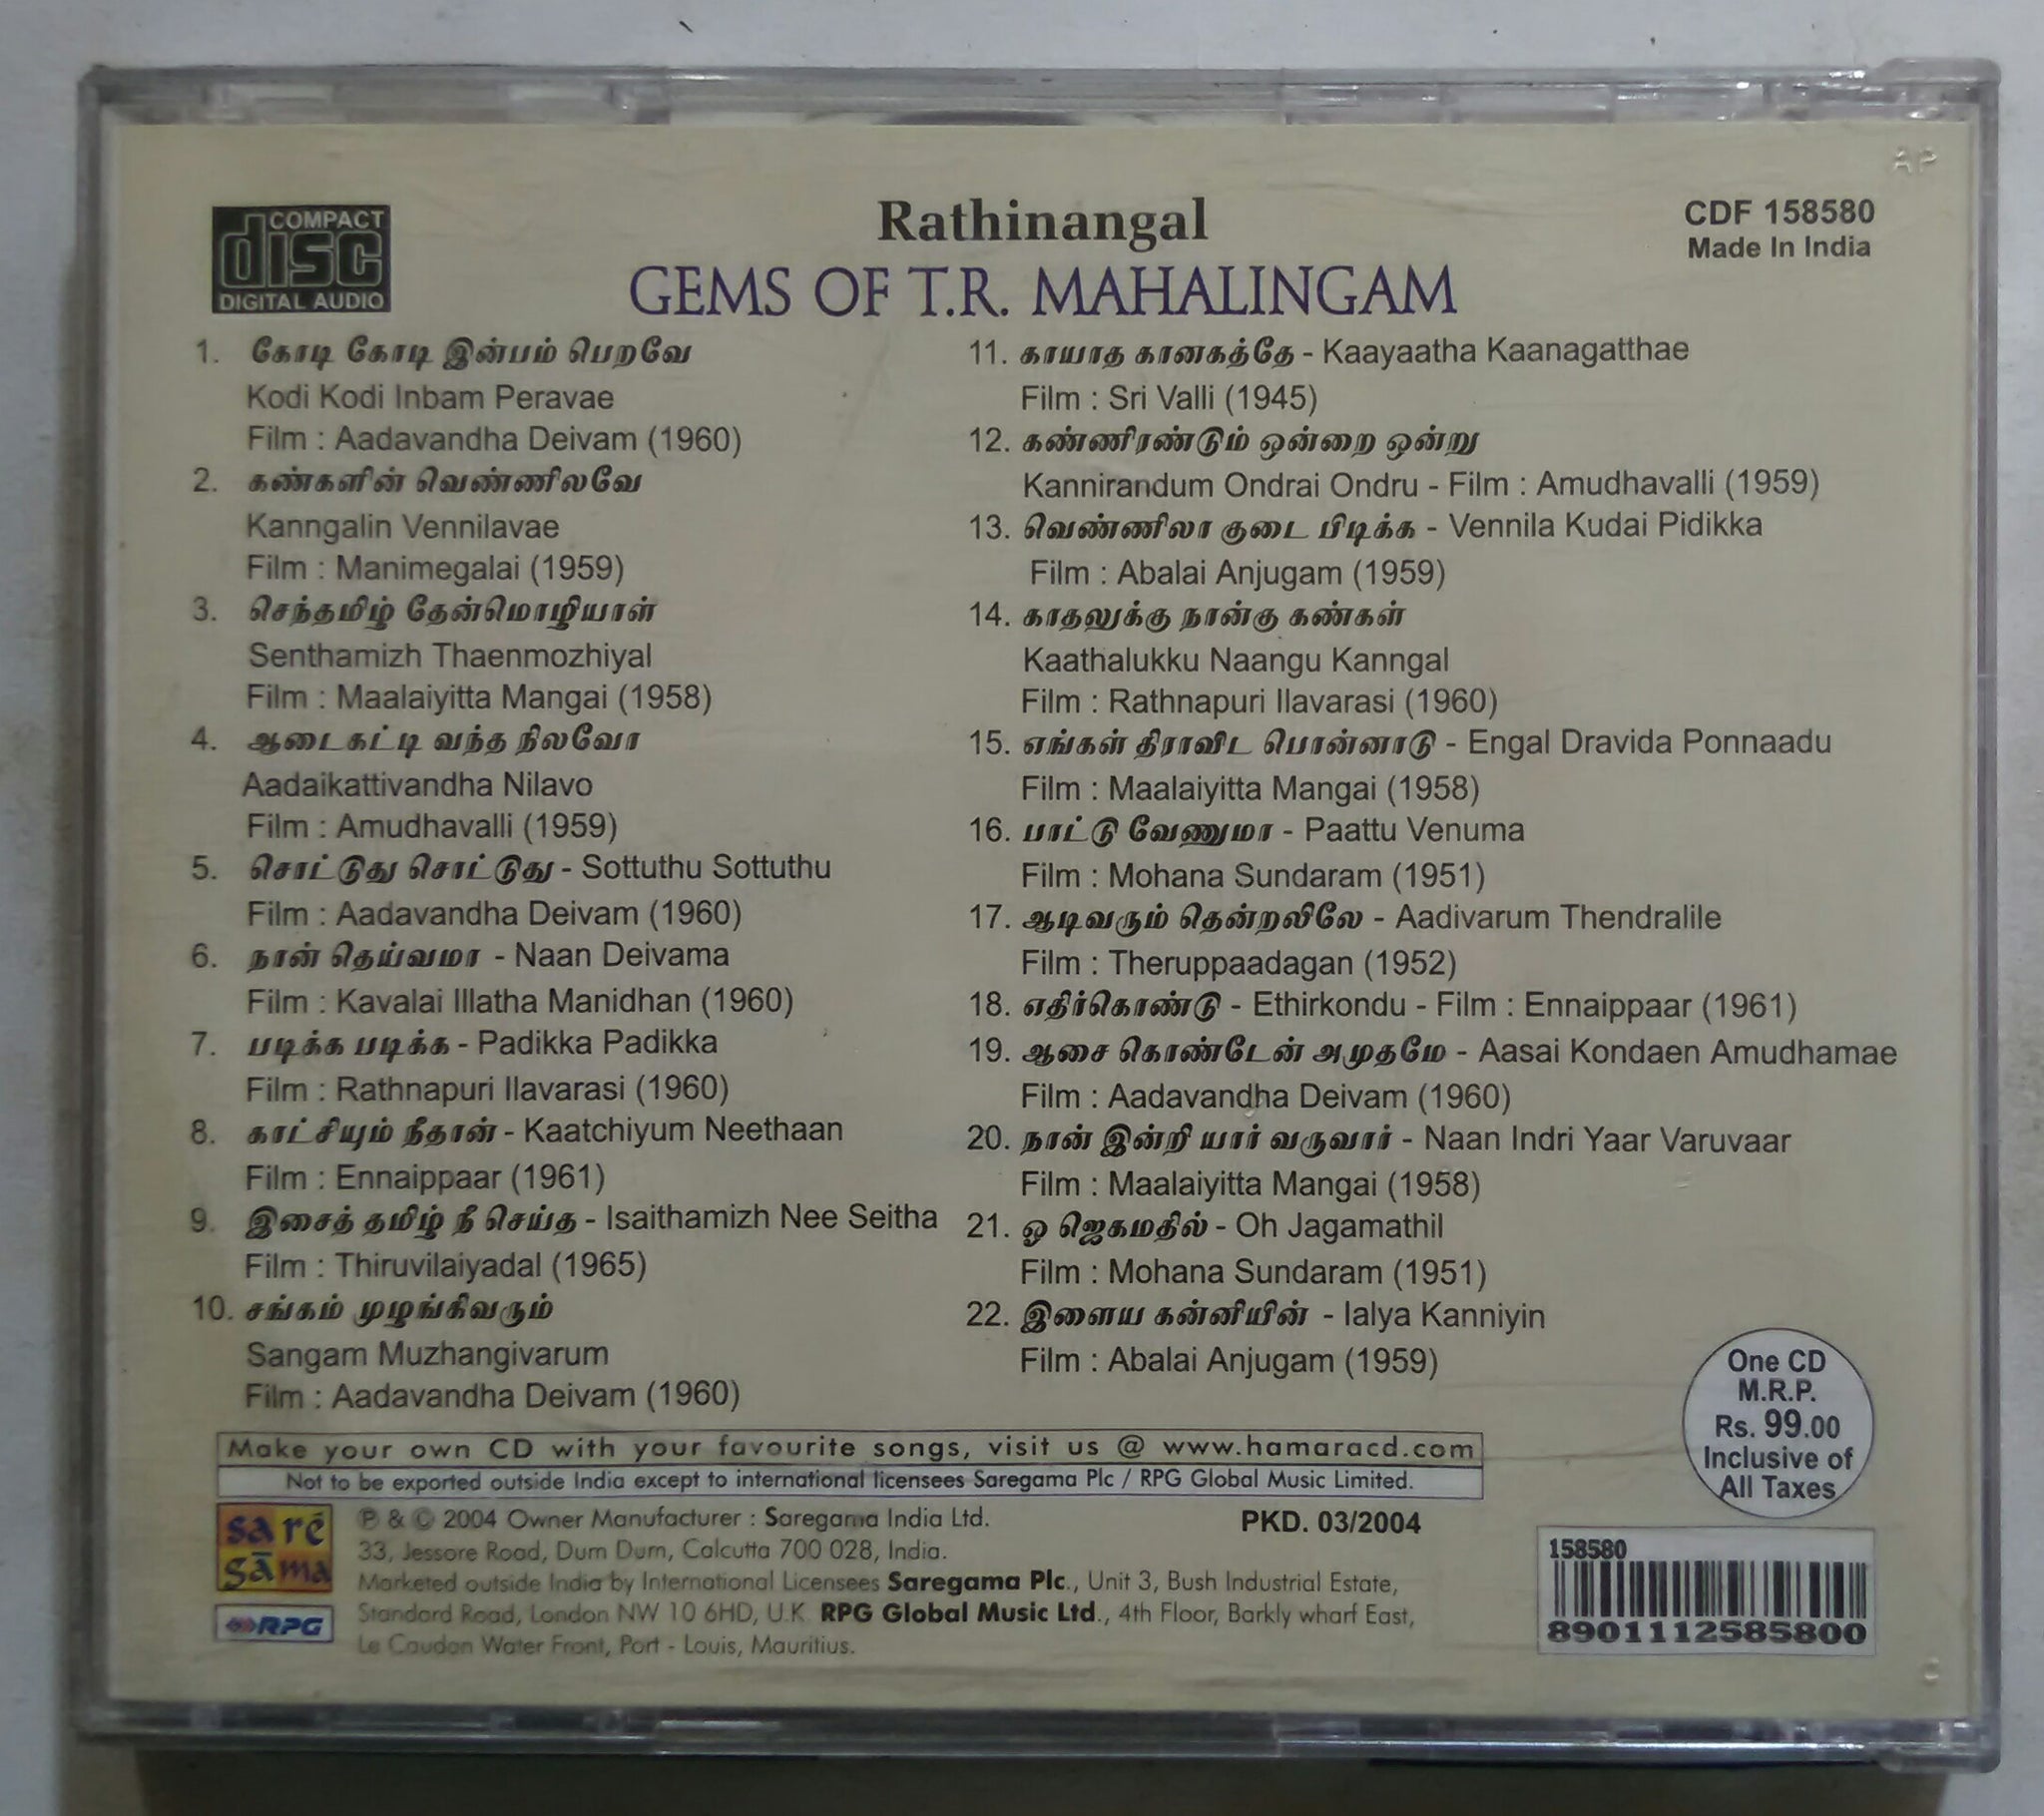 COMPACT
disc
DIGITAL AUDIO
Rathinangal
GEMS OF T.R. MAHALINGAM
CDF 158580
Made In India
1. கோடி கோடி இன்பம் பெறவே
Kodi Kodi Inbam Peravae
Film : Aadavandha Deivam (1960)
2. கண்களின் வெண்ணிலவே
Kanngalin Vennilavae
Film : Manimegalai (1959)
3. செந்தமிழ் தேன்மொழியாள்
Senthamizh Thaenmozhiyal
Film : Maalaiyitta Mangai (1958)
4. ஆடைகட்டி வந்த நிலவோ
Aadaikattivandha Nilavo
Film : Amudhavalli (1959)
5. சொட்டுது சொட்டுது - Sottuthu Sottuthu
Film : Aadavandha Deivam (1960)
6. நான் தெய்வமா - Naan Deivama
Film : Kavalai Illatha Manidhan (1960)
7. படிக்க படிக்க - Padikka Padikka
Film : Rathnapuri Ilavarasi (1960)
8. காட்சியும் நீதான் - Kaatchiyum Neethaan
Film : Ennaippaar (1961)
9. இசைத் தமிழ் நீ செய்த - Isaithamizh Nee Seitha
Film : Thiruvilaiyadal (1965)
10. சங்கம் முழங்கிவரும்
Sangam Muzhangivarum
Film : Aadavandha Deivam (1960)
11. காயாத கானகத்தே - Kaayaatha Kaanagatthae
Film : Sri Valli (1945)
12. கண்ணிரண்டும் ஒன்றை ஒன்று
Kannirandum Ondrai Ondru - Film : Amudhavalli (1959)
13. வெண்ணிலா குடை பிடிக்க - Vennila Kudai Pidikka
Film : Abalai Anjugam (1959)
14. காதலுக்கு நான்கு கண்கள்
Kaathalukku Naangu Kanngal
Film : Rathnapuri Ilavarasi (1960)
15. எங்கள் திராவிட பொன்னாடு - Engal Dravida Ponnaadu
Film : Maalaiyitta Mangai (1958)
16. பாட்டு வேணுமா - Paattu Venuma
Film : Mohana Sundaram (1951)
17. ஆடிவரும் தென்றலிலே - Aadivarum Thendralile
Film : Theruppaadagan (1952)
18. எதிர்கொண்டு - Ethirkondu - Film : Ennaippaar (1961)
19. ஆசை கொண்டேன் அமுதமே - Aasai Kondaen Amudhamae
Film : Aadavandha Deivam (1960)
20. நான் இன்றி யார் வருவார் - Naan Indri Yaar Varuvaar
Film : Maalaiyitta Mangai (1958)
21. ஓ ஜெகமதில் - Oh Jagamathil
Film : Mohana Sundaram (1951)
22. இளைய கன்னியின் - Ialya Kanniyin
Film : Abalai Anjugam (1959)
One CD
M.R.P.
Rs. 99.00
Inclusive of
All Taxes
Make your own CD with your favourite songs, visit us @ www.hamaracd.com
Not to be exported outside India except to international licensees Saregama Plc / RPG Global Music Limited.
sa ré
gāma
RPG
℗ & © 2004 Owner Manufacturer : Saregama India Ltd.
33, Jessore Road, Dum Dum, Calcutta 700 028, India.
Marketed outside India by International Licensees Saregama Plc., Unit 3, Bush Industrial Estate,
Standard Road, London NW 10 6HD, U.K. RPG Global Music Ltd., 4th Floor, Barkly wharf East,
Le Caudan Water Front, Port - Louis, Mauritius.
PKD. 03/2004
158580
8901112585800
AP
C